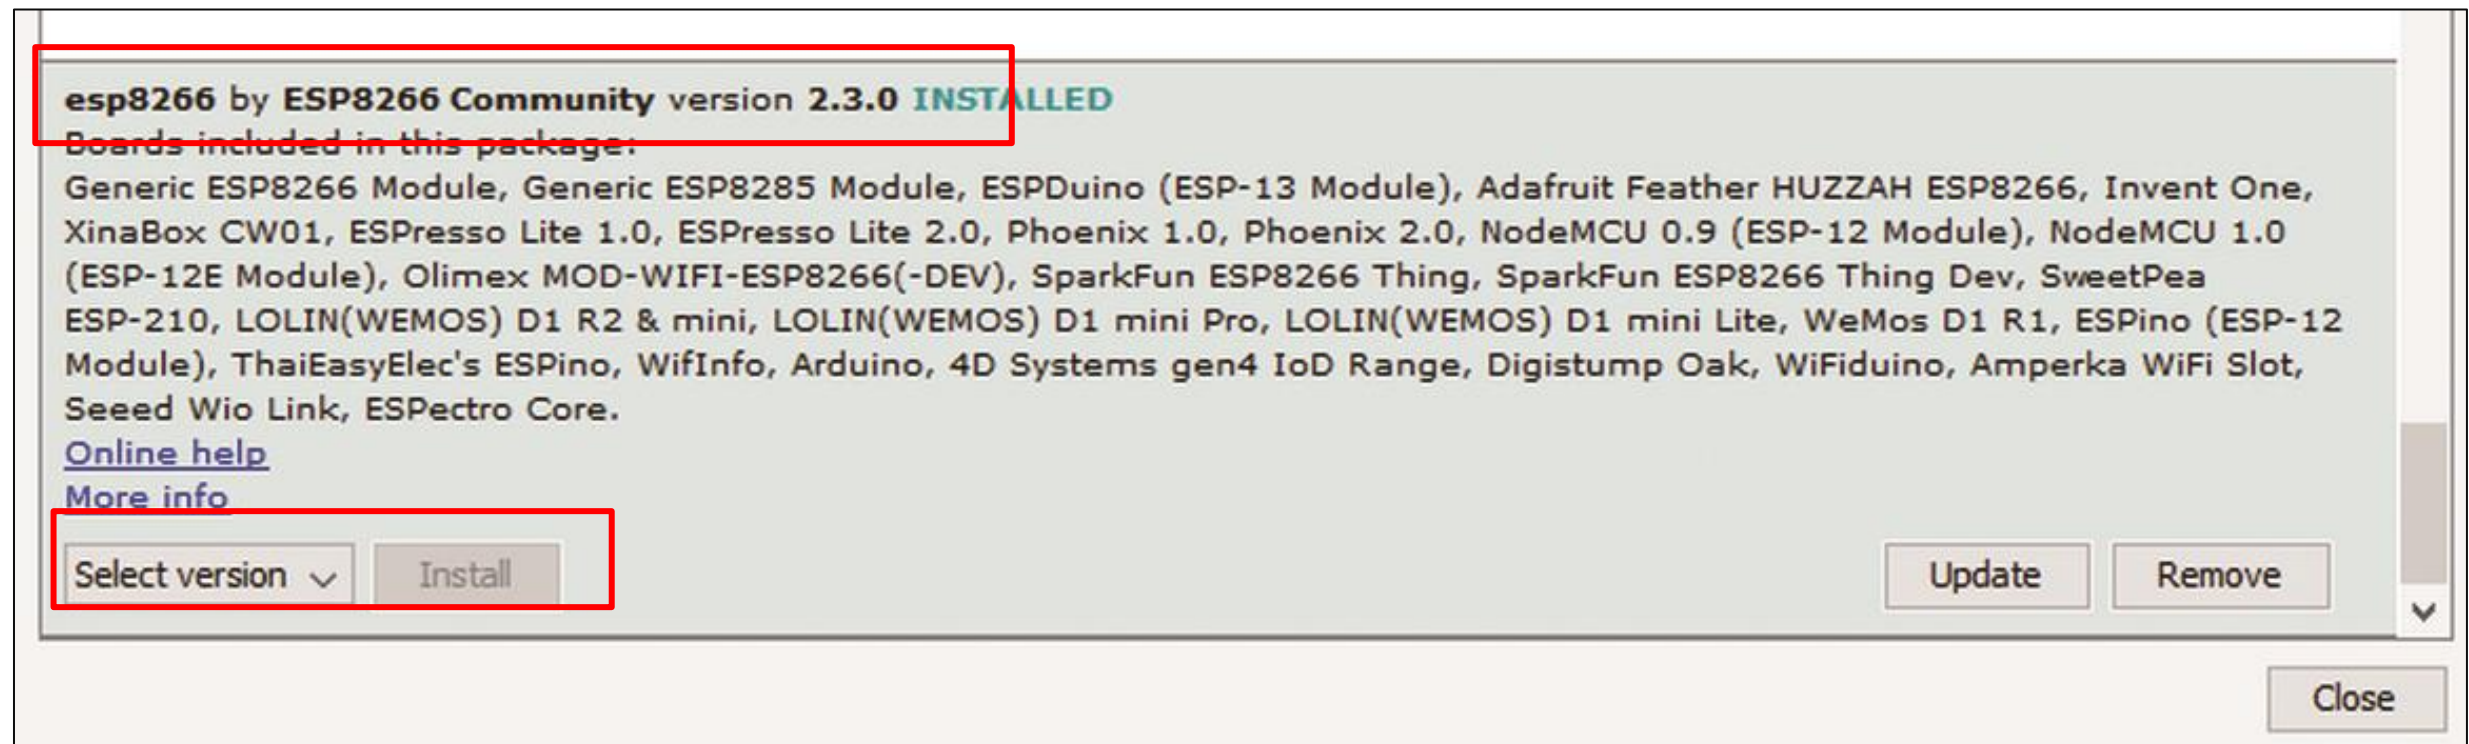 esp8266 by ESP8266 Community version 2.3.0 INSTALLED
Boards included in this package:
Generic ESP8266 Module, Generic ESP8285 Module, ESPDuino (ESP-13 Module), Adafruit Feather HUZZAH ESP8266, Invent One,
XinaBox CW01, ESPresso Lite 1.0, ESPresso Lite 2.0, Phoenix 1.0, Phoenix 2.0, NodeMCU 0.9 (ESP-12 Module), NodeMCU 1.0
(ESP-12E Module), Olimex MOD-WIFI-ESP8266(-DEV), SparkFun ESP8266 Thing, SparkFun ESP8266 Thing Dev, SweetPea
ESP-210, LOLIN(WEMOS) D1 R2 & mini, LOLIN(WEMOS) D1 mini Pro, LOLIN(WEMOS) D1 mini Lite, WeMos D1 R1, ESPino (ESP-12
Module), ThaiEasyElec's ESPino, WifInfo, Arduino, 4D Systems gen4 IoD Range, Digistump Oak, WiFiduino, Amperka WiFi Slot,
Seeed Wio Link, ESPectro Core.
Online help
More info
Select version Install Update Remove
Close